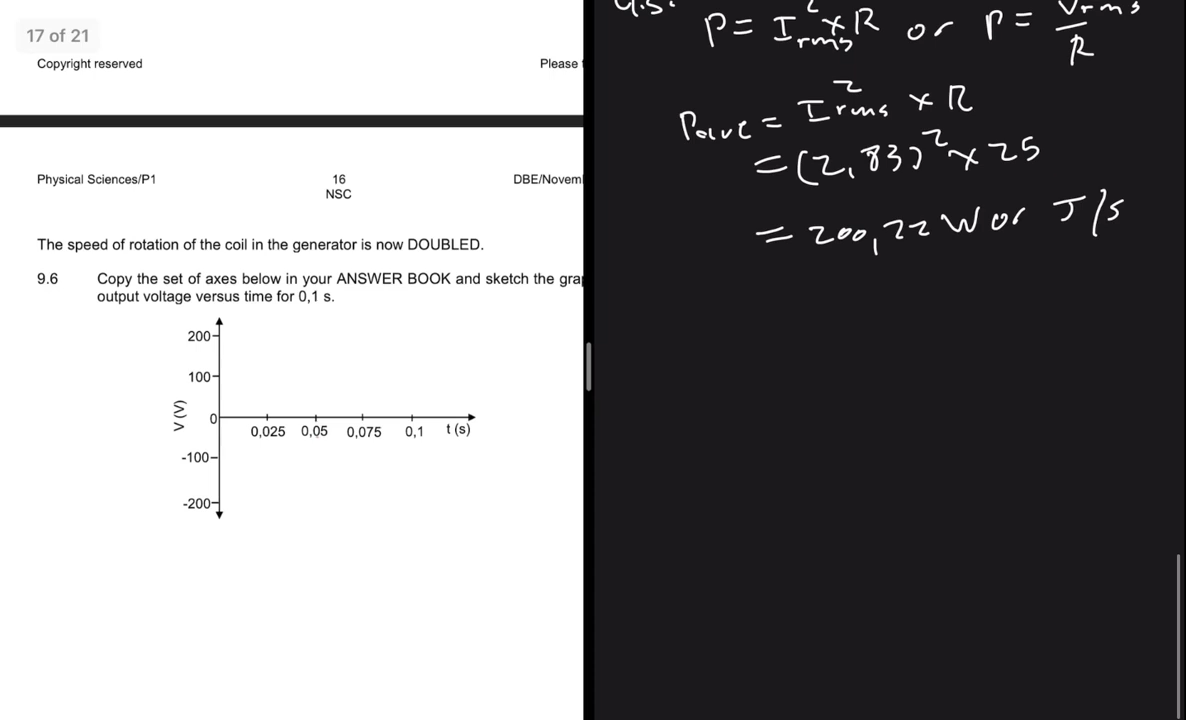 17 of 21
Copyright reserved
Please
Physical Sciences/P1
16
NSC
DBE/Novem
The speed of rotation of the coil in the generator is now DOUBLED.
9.6 Copy the set of axes below in your ANSWER BOOK and sketch the gra
output voltage versus time for 0,1 s.
200
100
0
-100
-200
V (V)
0,025 0,05 0,075 0,1 t (s)
9.5.
P = I²rms × R or P = V²rms / R
Pave = I²rms × R
= (2,83)² × 25
= 200,22 W or J/s